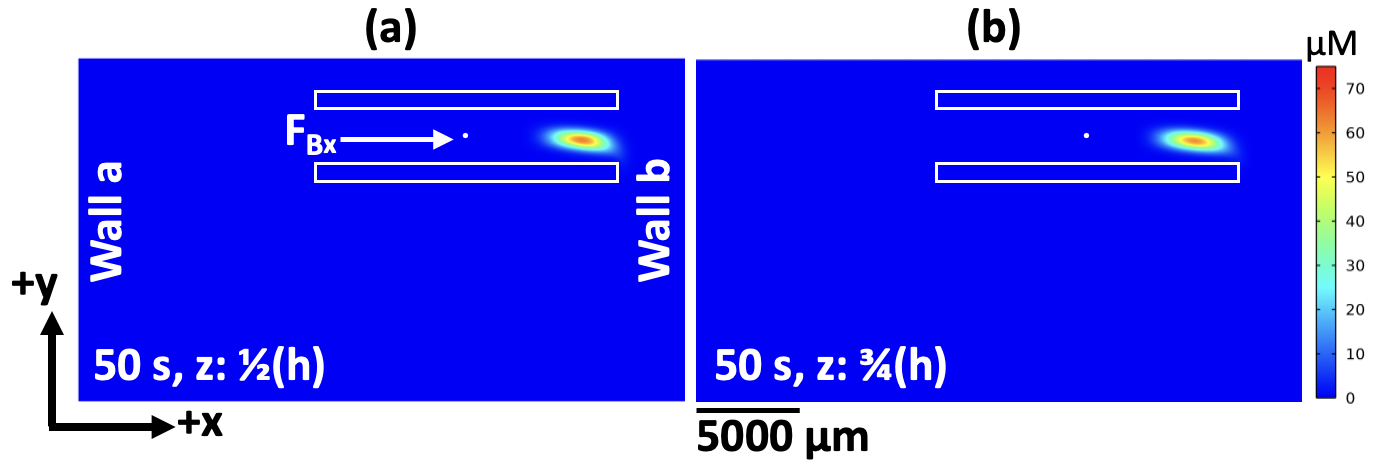 (a)
(b)
μM
F_Bx
Wall a
Wall b
+y
+x
50 s, z: ½(h)
50 s, z: ¾(h)
5000 μm
70
60
50
40
30
20
10
0